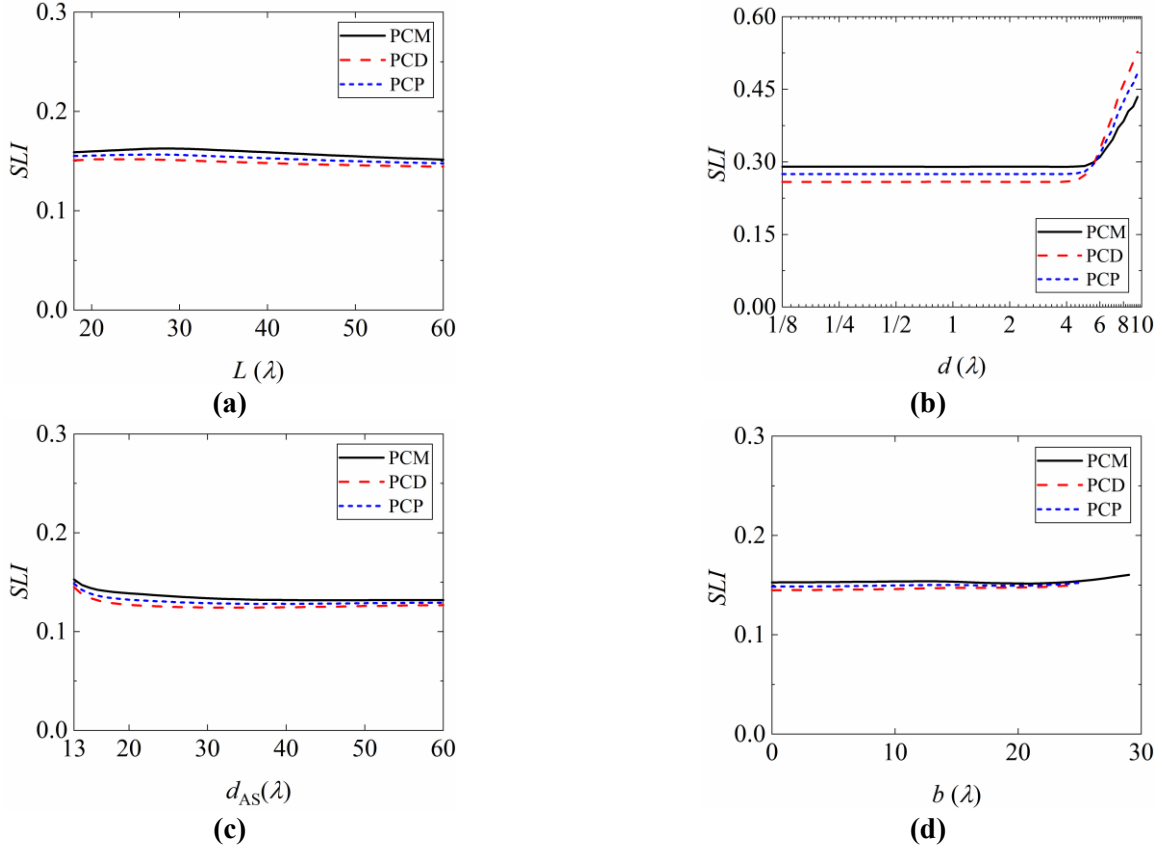 0.3
0.2
0.1
0.0
SLI
PCM
PCD
PCP
20 30 40 50 60
L (λ)
(a)
0.60
0.45
0.30
0.15
0.00
SLI
PCM
PCD
PCP
1/8 1/4 1/2 1 2 4 6 8 10
d (λ)
(b)
0.3
0.2
0.1
0.0
SLI
PCM
PCD
PCP
13 20 30 40 50 60
d_AS(λ)
(c)
0.3
0.2
0.1
0.0
SLI
PCM
PCD
PCP
0 10 20 30
b (λ)
(d)